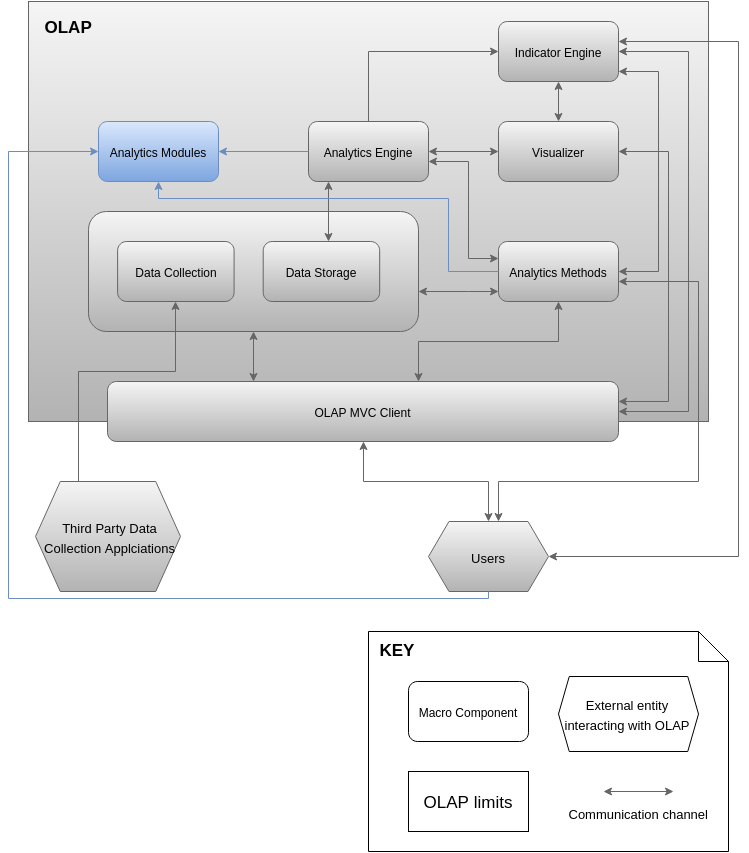 OLAP
Indicator Engine
Analytics Modules
Analytics Engine
Visualizer
Data Collection
Data Storage
Analytics Methods
OLAP MVC Client
Third Party Data
Collection Applciations
Users
KEY
Macro Component
External entity
interacting with OLAP
OLAP limits
Communication channel